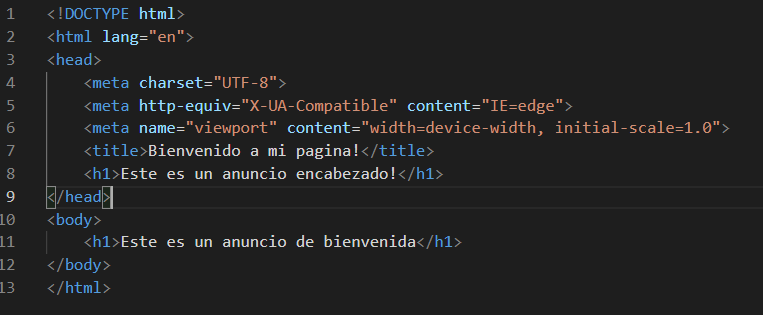 1 <!DOCTYPE html>
2 <html lang="en">
3 <head>
4     <meta charset="UTF-8">
5     <meta http-equiv="X-UA-Compatible" content="IE=edge">
6     <meta name="viewport" content="width=device-width, initial-scale=1.0">
7     <title>Bienvenido a mi pagina!</title>
8     <h1>Este es un anuncio encabezado!</h1>
9 </head>
10 <body>
11     <h1>Este es un anuncio de bienvenida</h1>
12 </body>
13 </html>